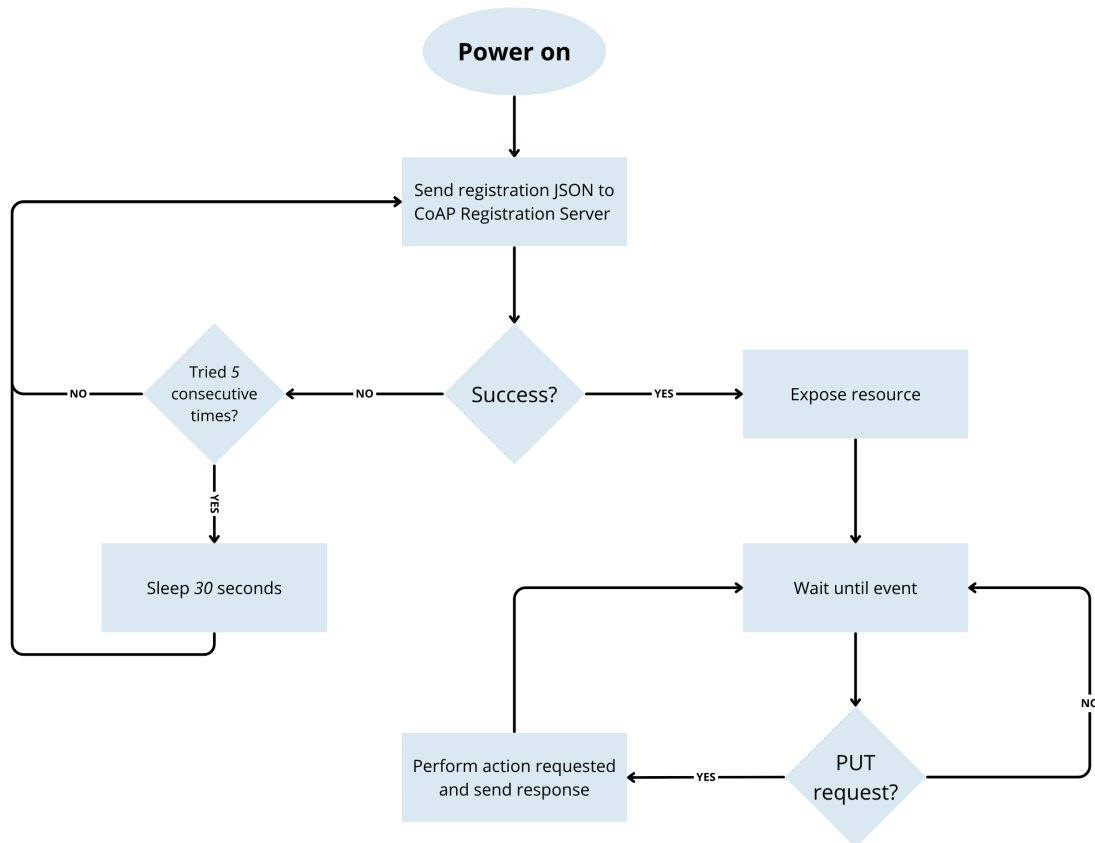 Power on
Send registration JSON to
CoAP Registration Server
Tried 5
consecutive
times?
NO
NO
Success?
YES
Expose resource
YES
Sleep 30 seconds
Wait until event
NO
Perform action requested
and send response
YES
PUT
request?